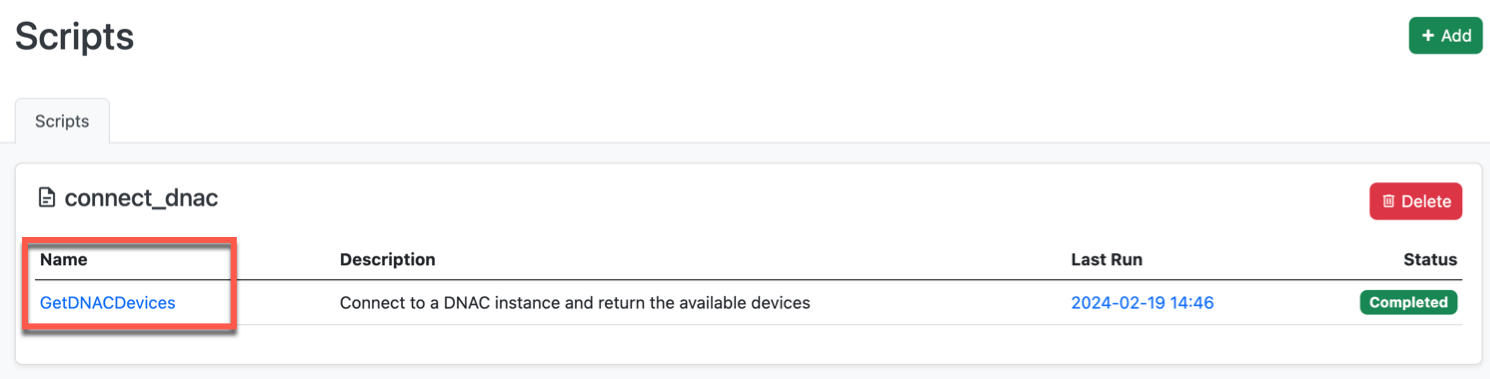 Scripts
+ Add
Scripts
connect_dnac
Delete
Name Description Last Run Status
GetDNACDevices Connect to a DNAC instance and return the available devices 2024-02-19 14:46 Completed